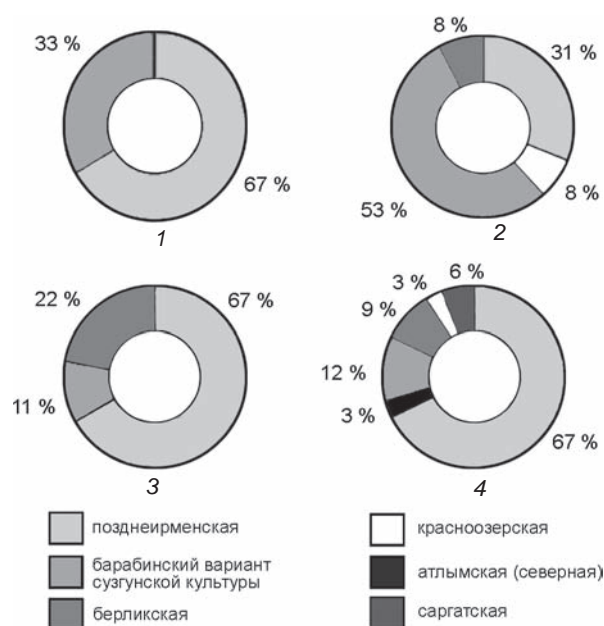 33 %
67 %
1
8 %
31 %
8 %
53 %
2
22 %
67 %
11 %
3
3 %
6 %
9 %
12 %
3 %
67 %
4
позднеирменская
барабинский вариант
сузгунской культуры
берликская
красноозерская
атлымская (северная)
саргатская